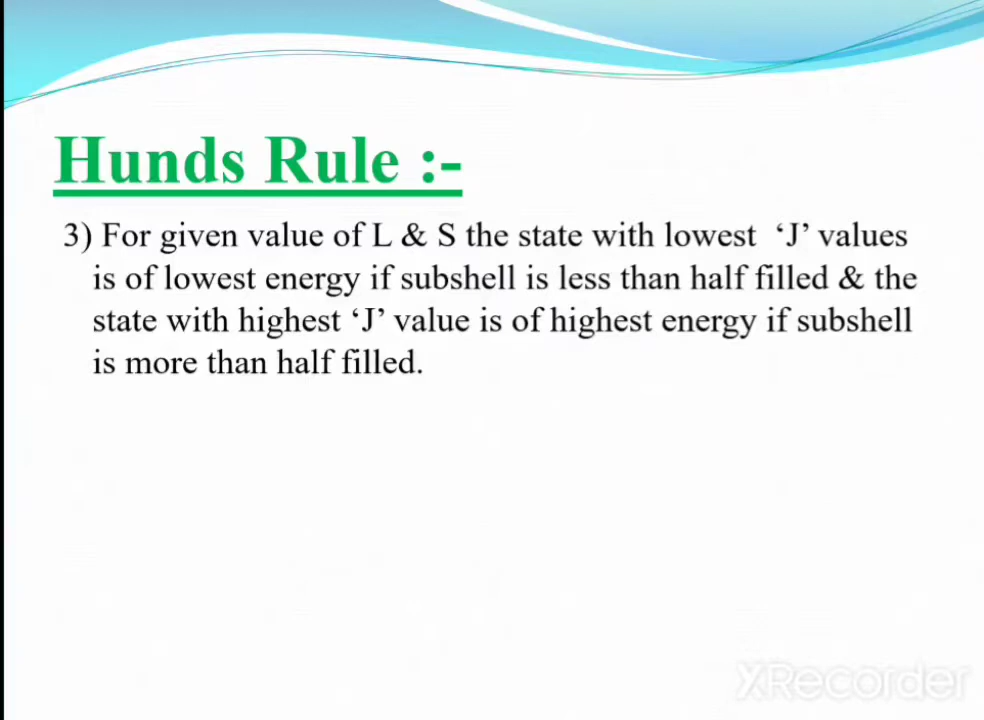 Hunds Rule :-
3) For given value of L & S the state with lowest ‘J’ values
is of lowest energy if subshell is less than half filled & the
state with highest ‘J’ value is of highest energy if subshell
is more than half filled.
XRecorder